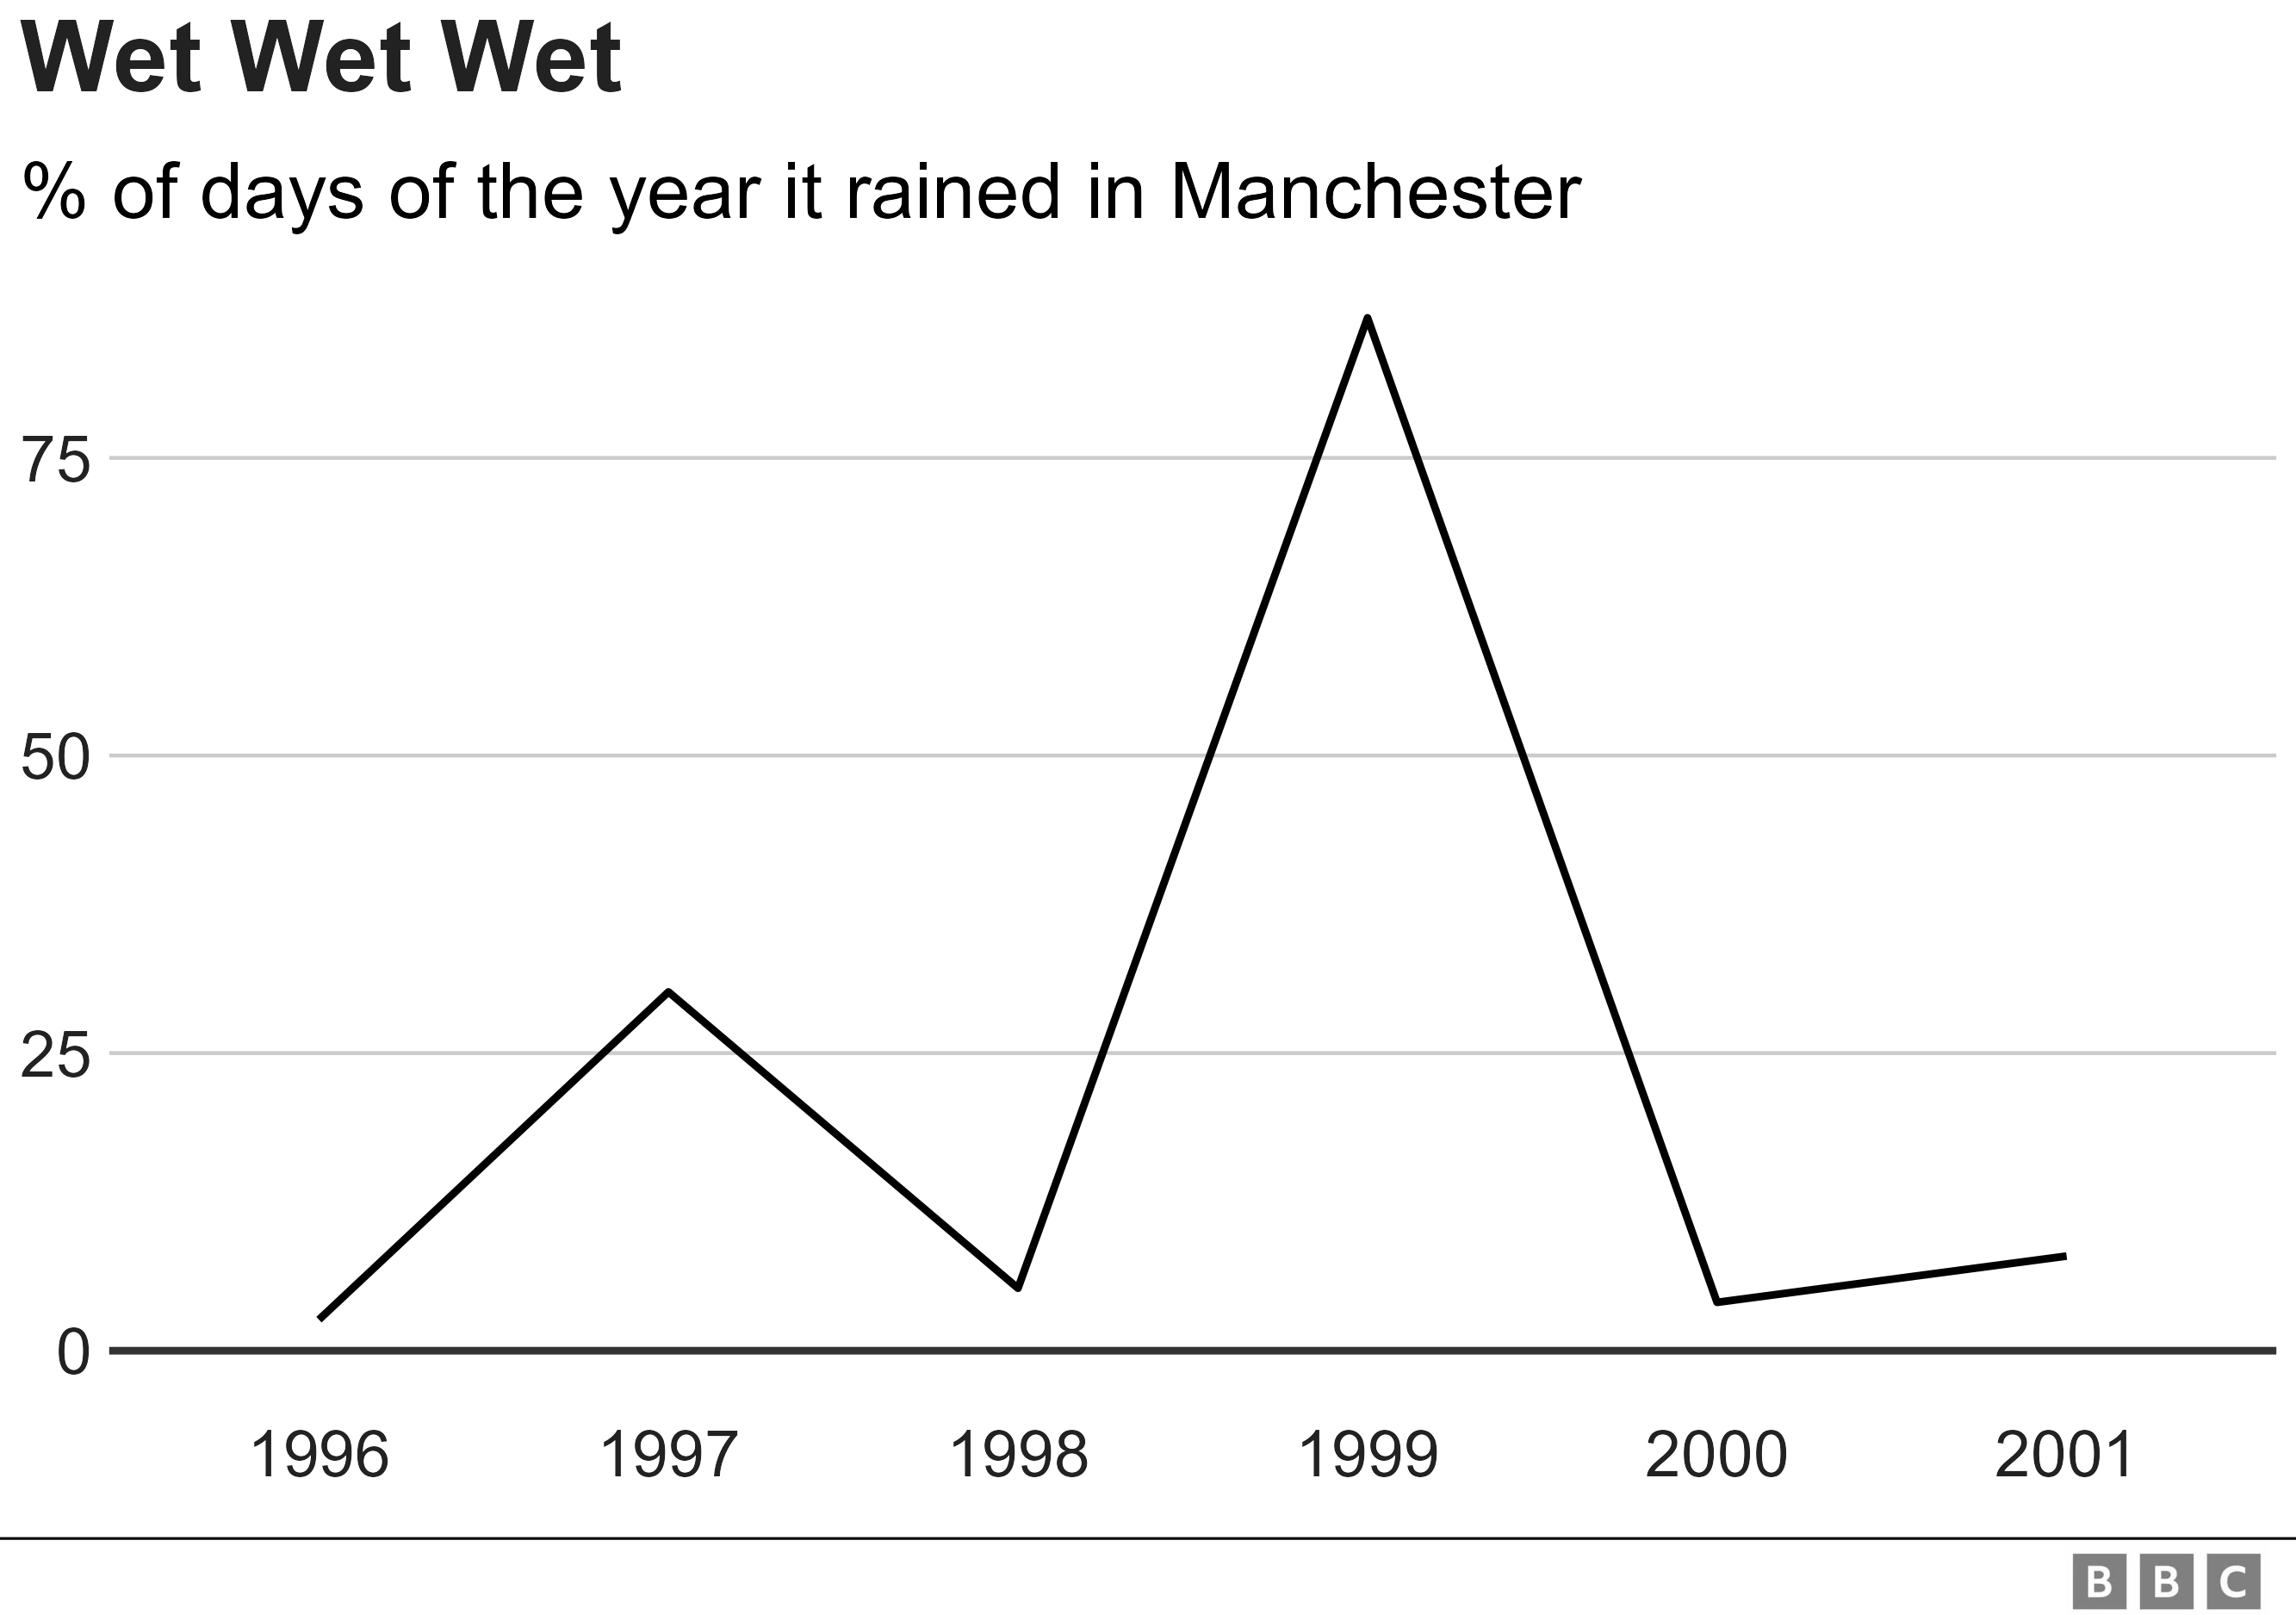 Wet Wet Wet
% of days of the year it rained in Manchester
75
50
25
0
1996 1997 1998 1999 2000 2001
BBC